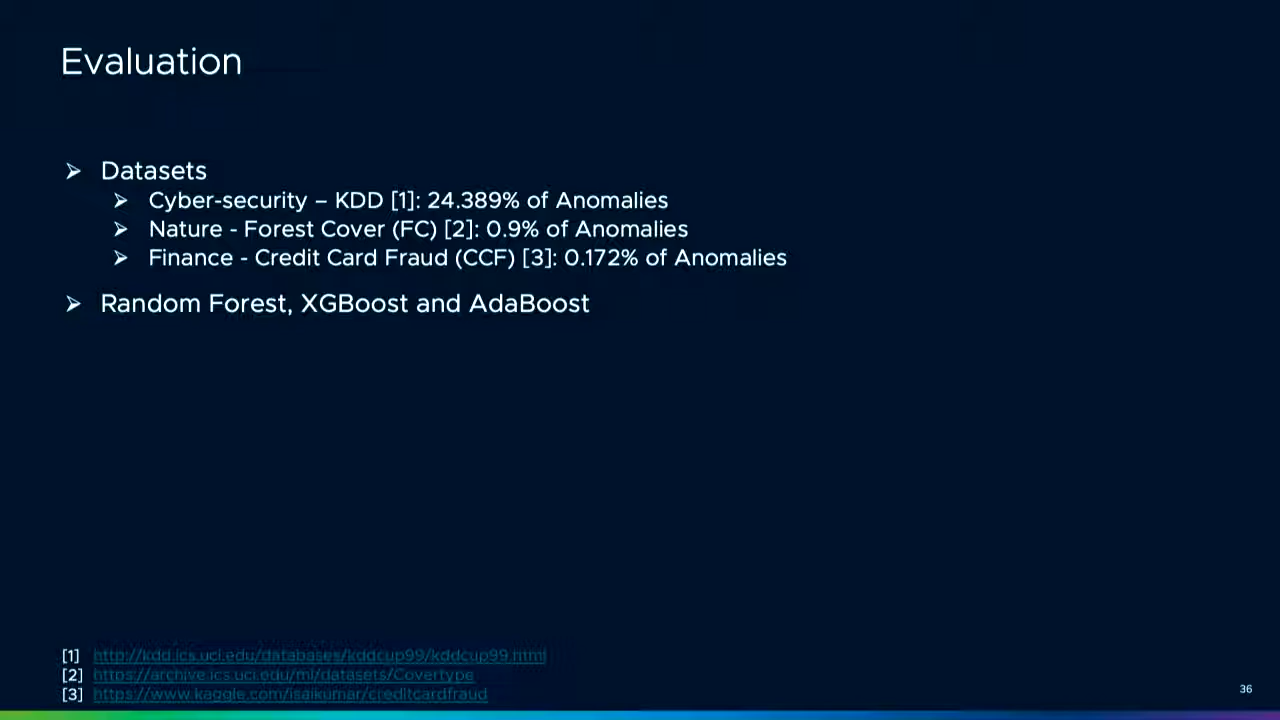 Evaluation
➢ Datasets
➢ Cyber-security – KDD [1]: 24.389% of Anomalies
➢ Nature - Forest Cover (FC) [2]: 0.9% of Anomalies
➢ Finance - Credit Card Fraud (CCF) [3]: 0.172% of Anomalies
➢ Random Forest, XGBoost and AdaBoost
[1] http://kdd.ics.uci.edu/databases/kddcup99/kddcup99.html
[2] https://archive.ics.uci.edu/ml/datasets/Covertype
[3] https://www.kaggle.com/isaikumar/creditcardfraud
36